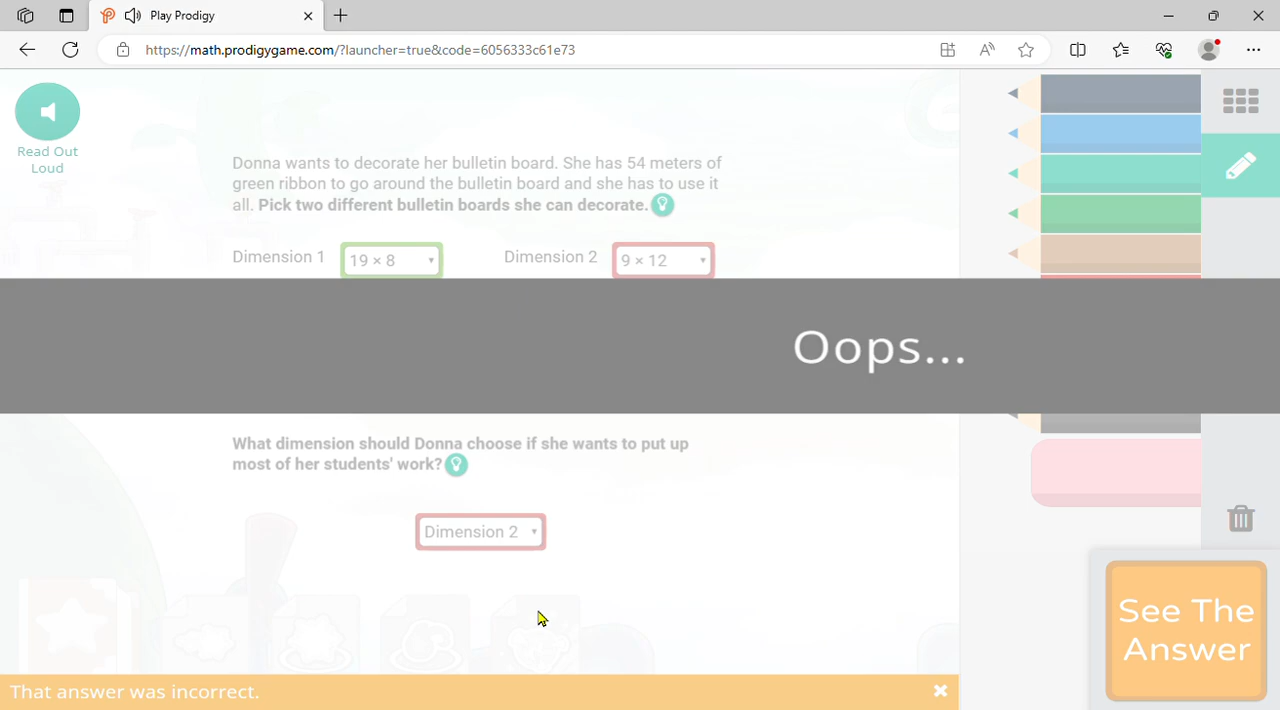 Play Prodigy
https://math.prodigygame.com/?launcher=true&code=6056333c61e73
Read Out
Loud
Donna wants to decorate her bulletin board. She has 54 meters of
green ribbon to go around the bulletin board and she has to use it
all. Pick two different bulletin boards she can decorate.
Dimension 1 19 × 8 Dimension 2 9 × 12
Oops...
What dimension should Donna choose if she wants to put up
most of her students' work?
Dimension 2
See The
Answer
That answer was incorrect.